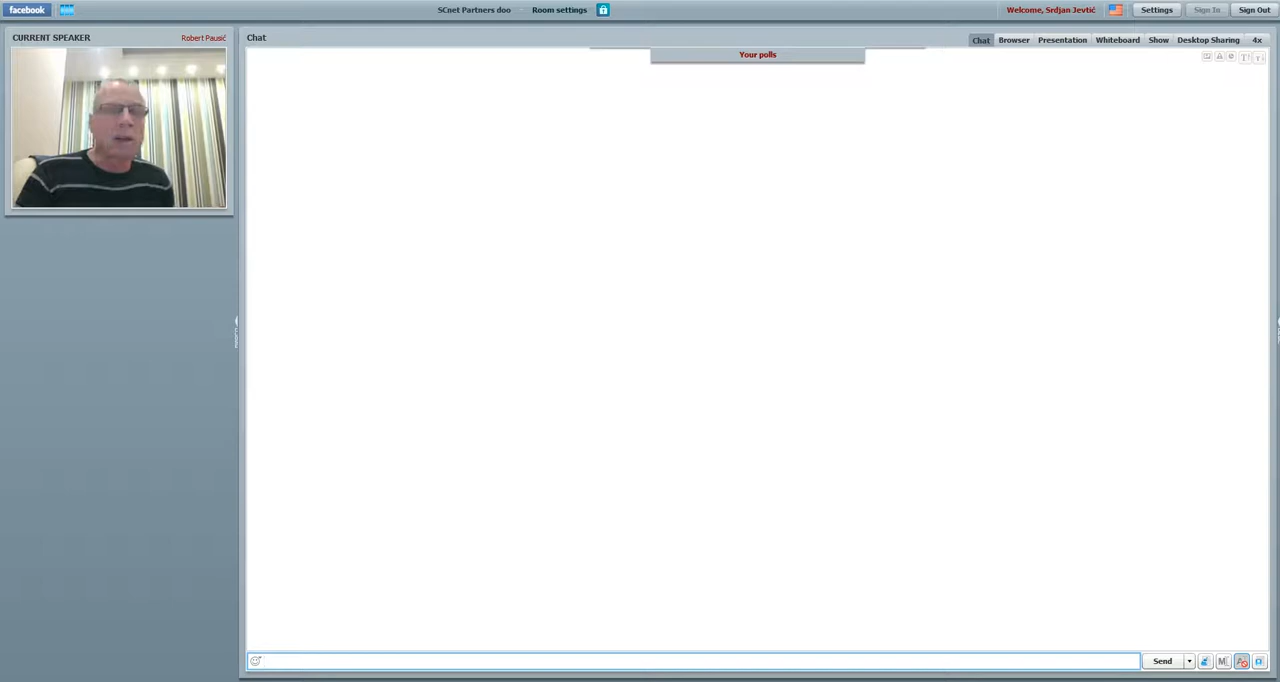 facebook
SCnet Partners doo
Room settings
Welcome, Srdjan Jevtić
Settings
Sign In
Sign Out
CURRENT SPEAKER
Robert Pausić
Chat
Chat
Browser
Presentation
Whiteboard
Show
Desktop Sharing
4x
Your polls
Send